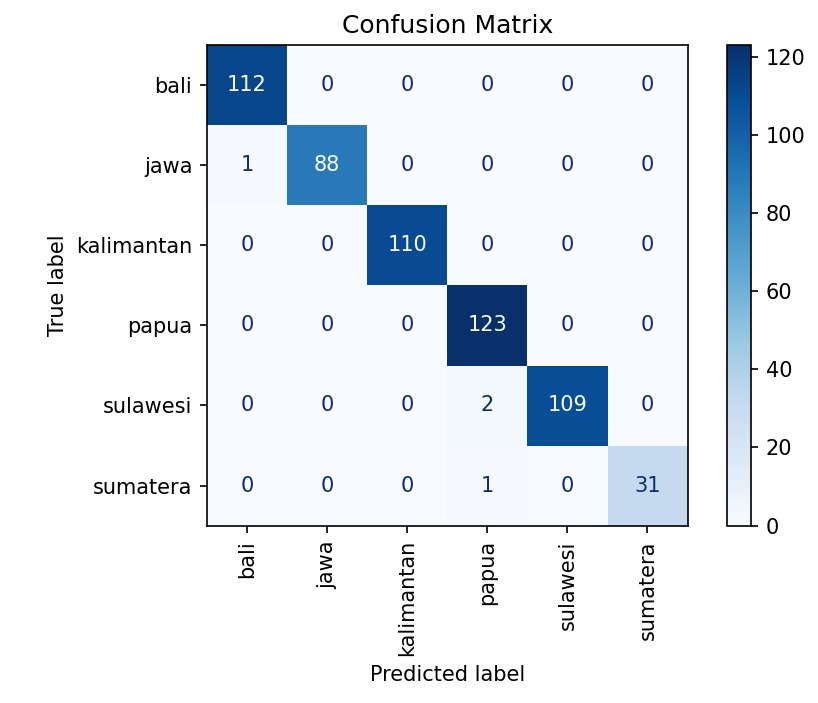 Confusion Matrix
True label
bali 112 0 0 0 0 0
jawa 1 88 0 0 0 0
kalimantan 0 0 110 0 0 0
papua 0 0 0 123 0 0
sulawesi 0 0 0 2 109 0
sumatera 0 0 0 1 0 31
bali jawa kalimantan papua sulawesi sumatera
Predicted label
120
100
80
60
40
20
0